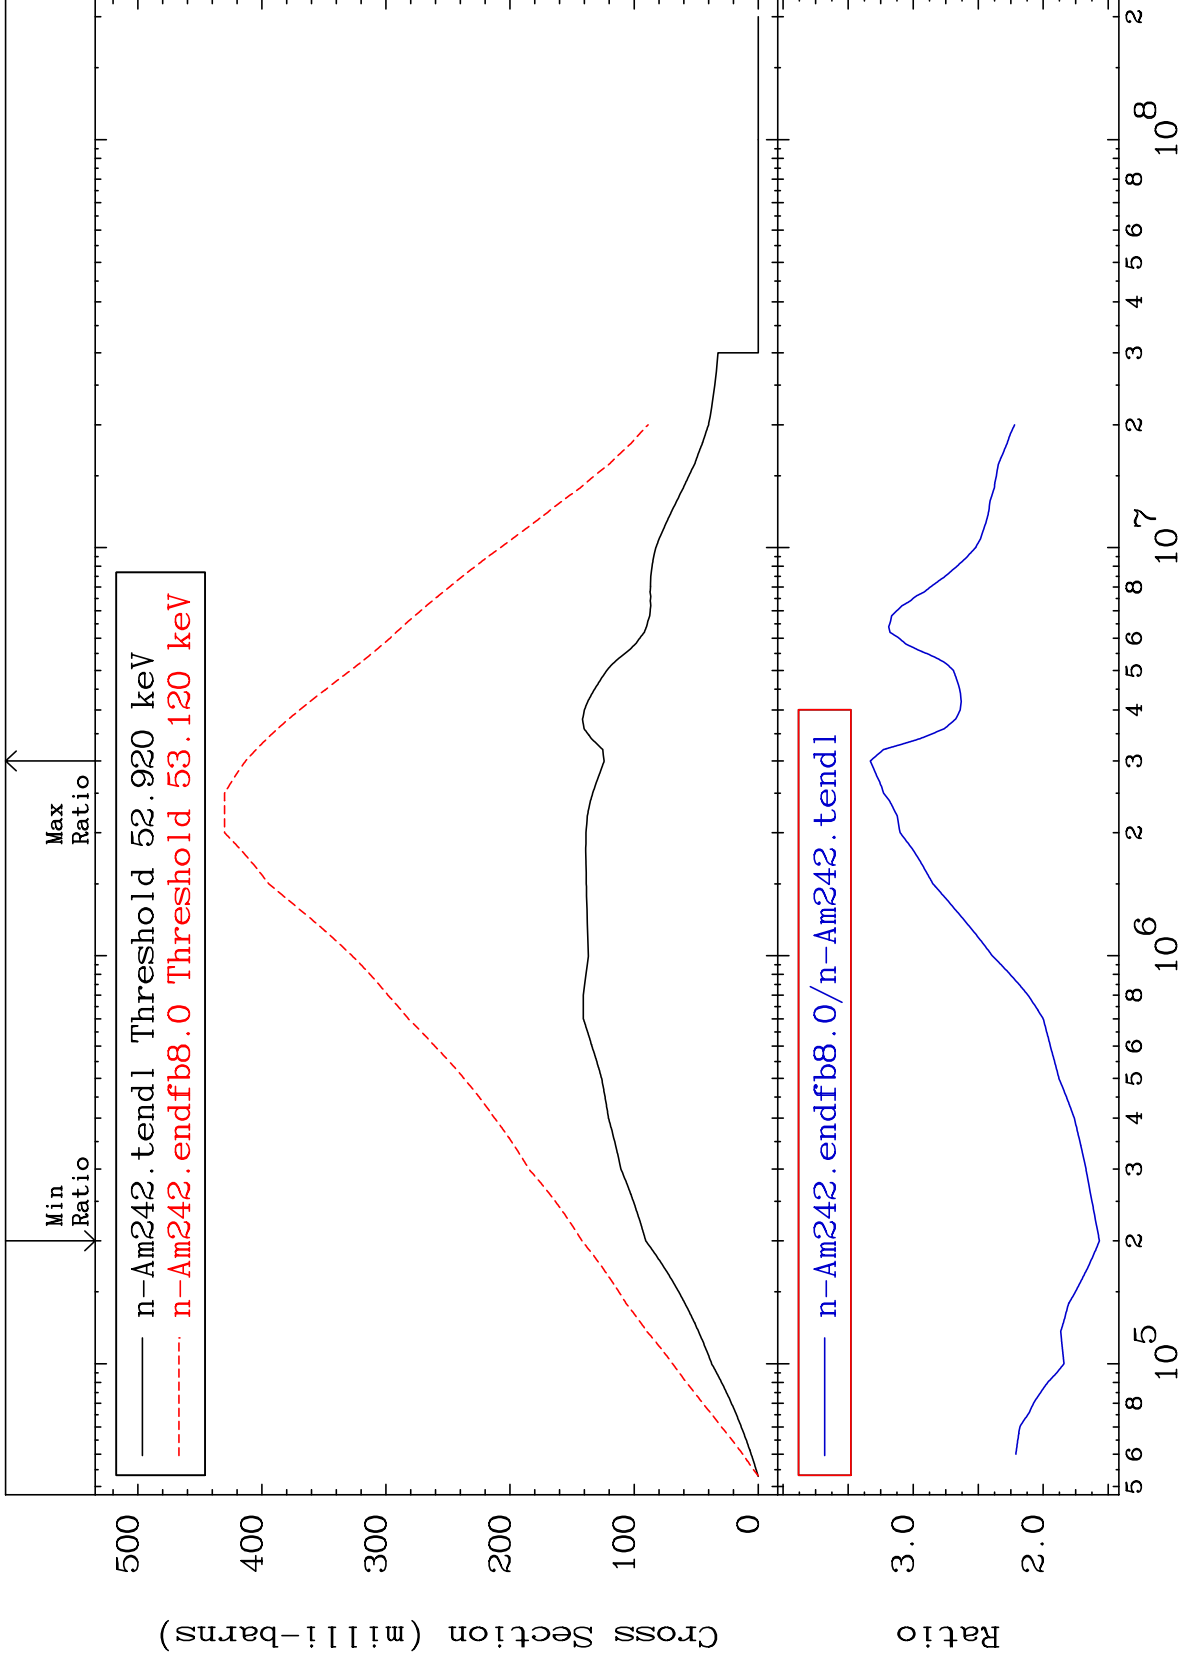 Min
Ratio
Max
Ratio
n-Am242.tendl Threshold 52.920 keV
n-Am242.endfb8.0 Threshold 53.120 keV
500
400
300
200
100
0
Cross Section (milli-barns)
n-Am242.endfb8.0/n-Am242.tendl
3.0
2.0
Ratio
5 6 8 2 3 4 5 6 8 2 3 4 5 6 8 2 3 4 5 6 8 2
10^5 10^6 10^7 10^8